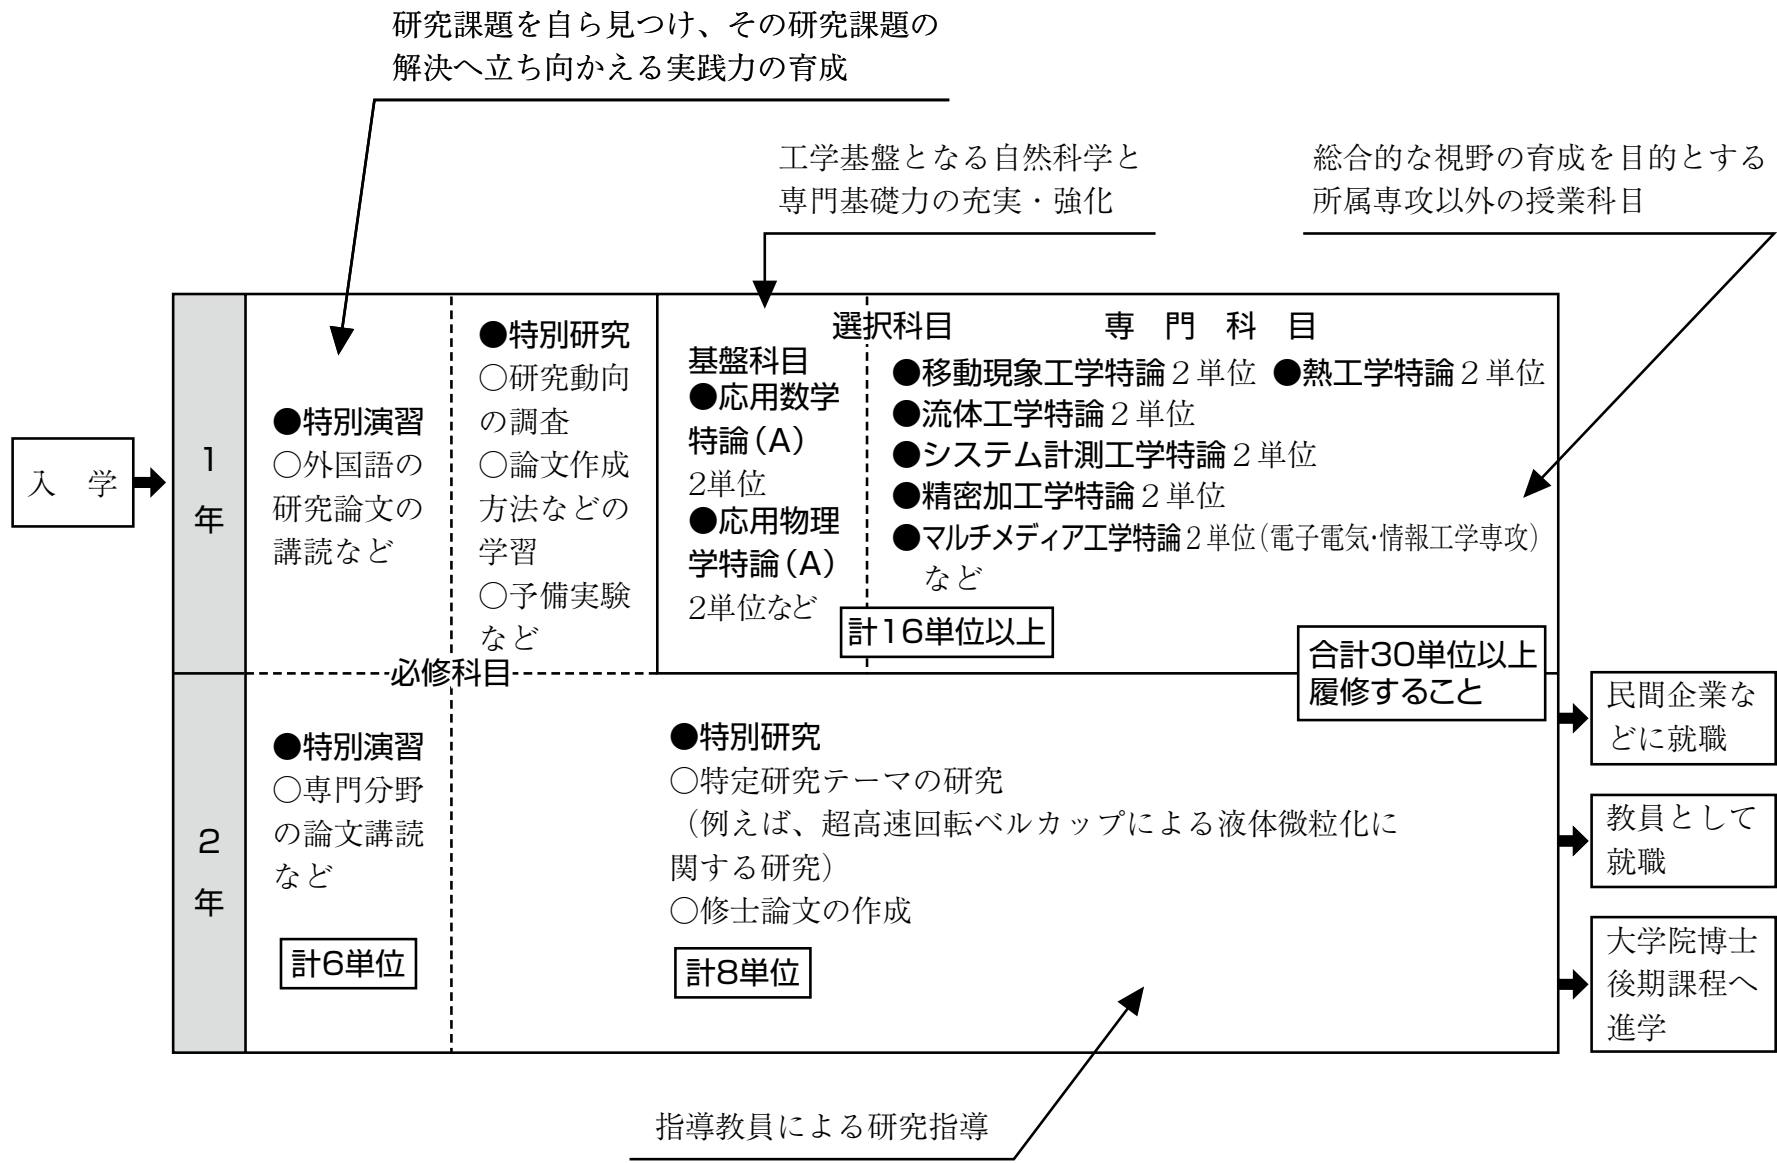 研究課題を自ら見つけ、その研究課題の
解決へ立ち向かえる実践力の育成
工学基盤となる自然科学と
専門基礎力の充実・強化
総合的な視野の育成を目的とする
所属専攻以外の授業科目
入　学
1
年
●特別演習
○外国語の
研究論文の
講読など
●特別研究
○研究動向
の調査
○論文作成
方法などの
学習
○予備実験
など
選択科目
基盤科目
●応用数学
特論（A）
2単位
●応用物理
学特論（A）
2単位など
専　門　科　目
●移動現象工学特論２単位 ●熱工学特論２単位
●流体工学特論２単位
●システム計測工学特論２単位
●精密加工学特論２単位
●マルチメディア工学特論２単位（電子電気・情報工学専攻）
など
計16単位以上
合計30単位以上
履修すること
必修科目
2
年
●特別演習
○専門分野
の論文講読
など
計6単位
●特別研究
○特定研究テーマの研究
（例えば、超高速回転ベルカップによる液体微粒化に
関する研究）
○修士論文の作成
計8単位
民間企業な
どに就職
教員として
就職
大学院博士
後期課程へ
進学
指導教員による研究指導